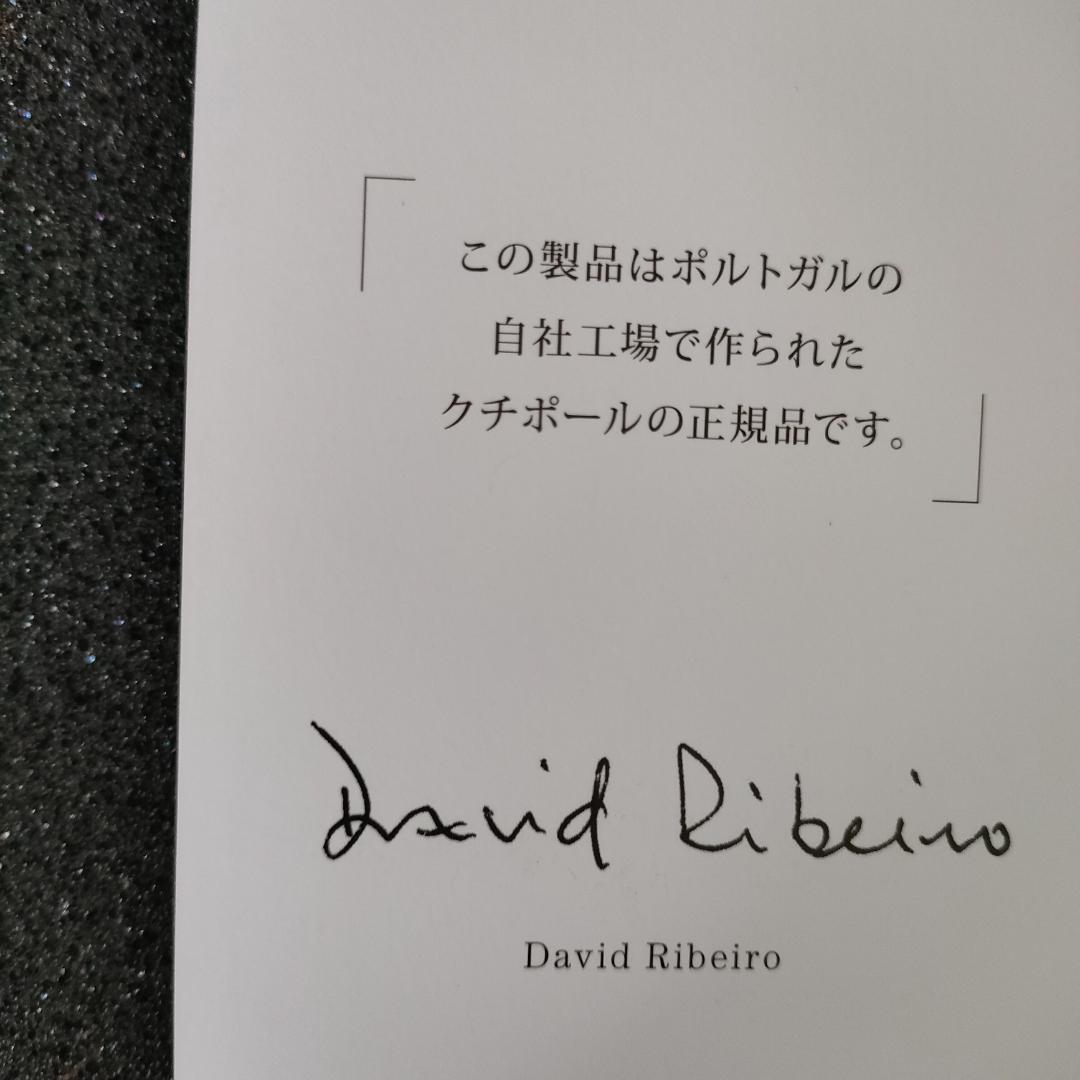 この製品はポルトガルの
自社工場で作られた
クチポールの正規品です。
David Ribeiro
David Ribeiro